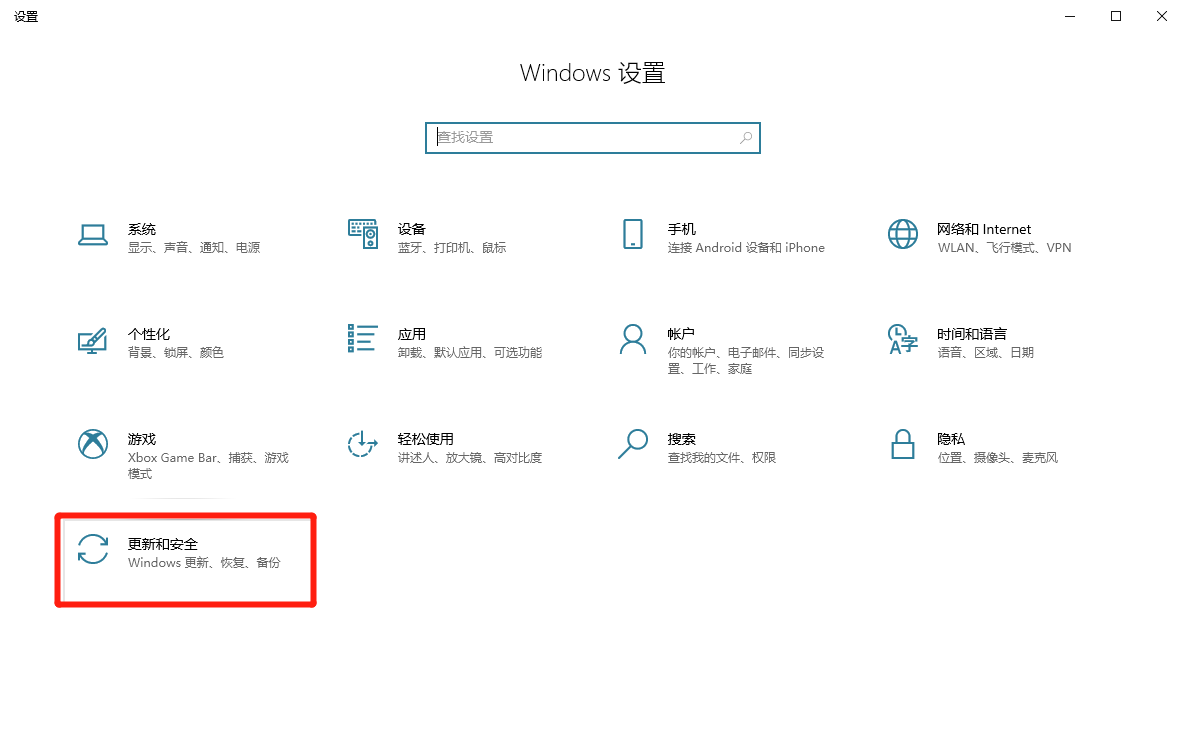 设置
Windows 设置
查找设置
系统
显示、声音、通知、电源
设备
蓝牙、打印机、鼠标
手机
连接 Android 设备和 iPhone
网络和 Internet
WLAN、飞行模式、VPN
个性化
背景、锁屏、颜色
应用
卸载、默认应用、可选功能
帐户
你的帐户、电子邮件、同步设
置、工作、家庭
时间和语言
语音、区域、日期
游戏
Xbox Game Bar、捕获、游戏
模式
轻松使用
讲述人、放大镜、高对比度
搜索
查找我的文件、权限
隐私
位置、摄像头、麦克风
更新和安全
Windows 更新、恢复、备份